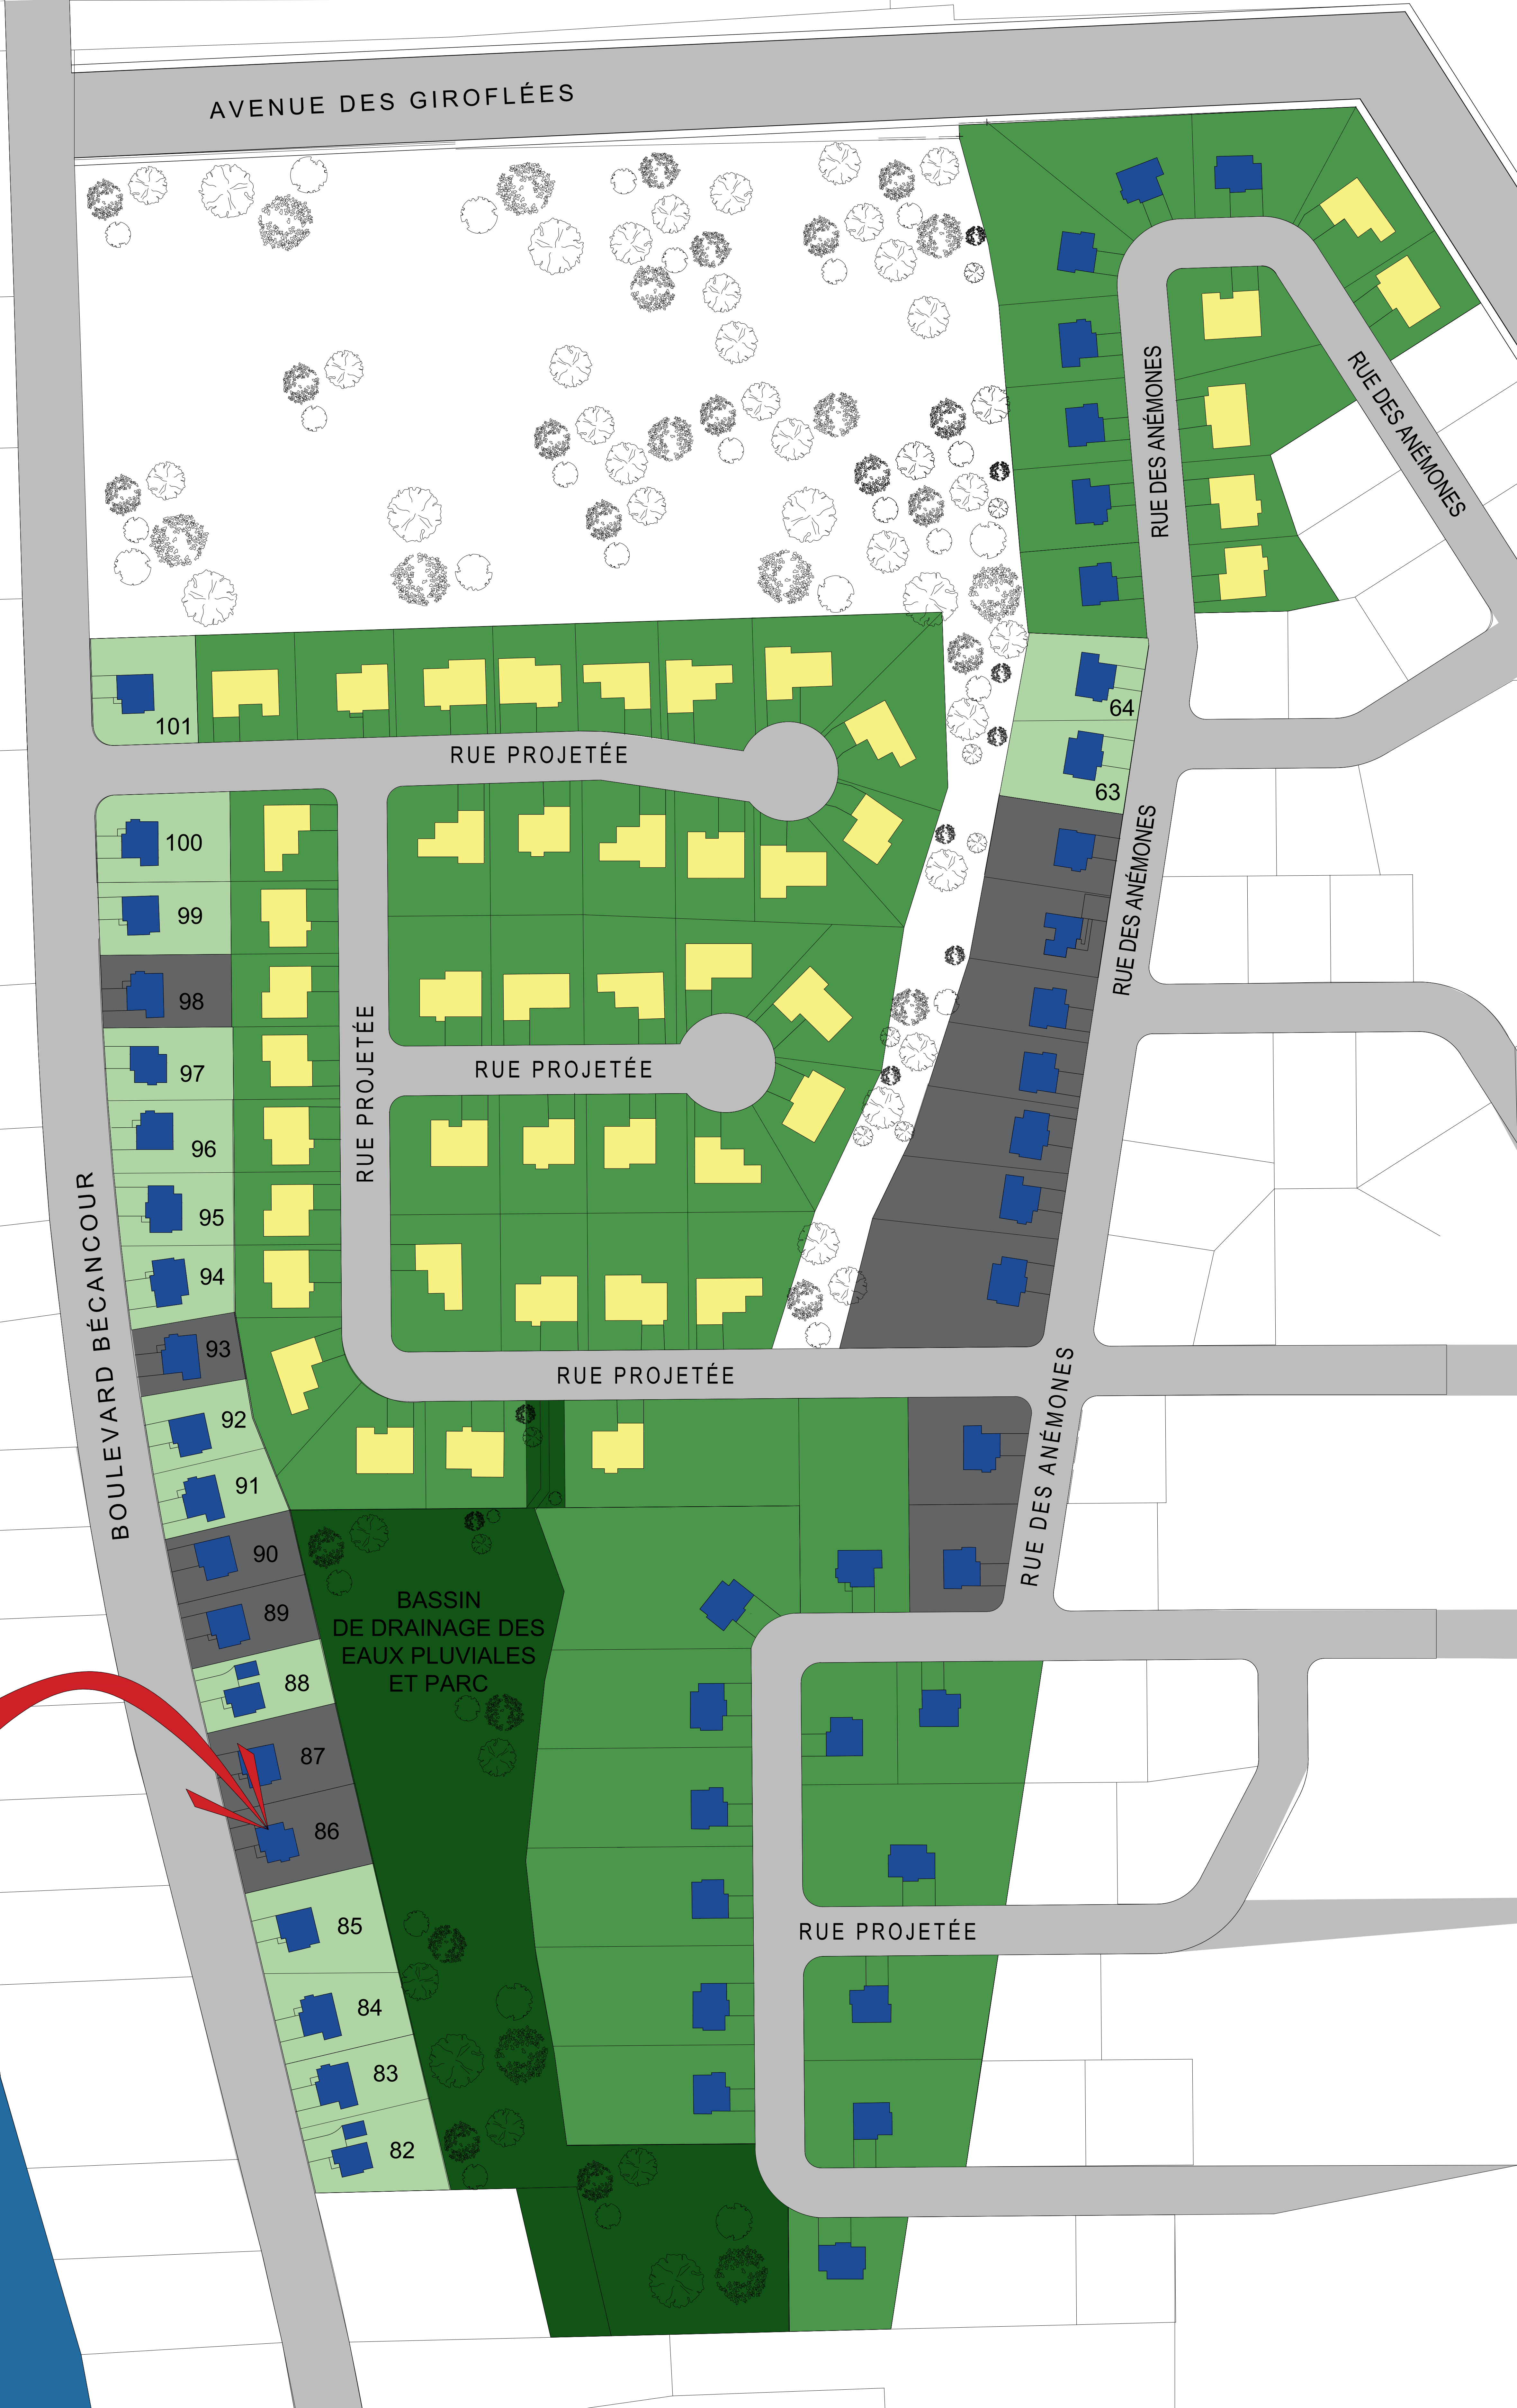 AVENUE DES GIROFLÉES
RUE DES ANÉMONES
RUE DES ANÉMONES
64
63
101
RUE PROJETÉE
100
99
98
97
96
95
94
93
92
91
90
89
88
87
86
85
84
83
82
RUE DES ANÉMONES
RUE PROJETÉE
RUE PROJETÉE
BOULEVARD BÉCANCOUR
RUE PROJETÉE
RUE DES ANÉMONES
BASSIN
DE DRAINAGE DES
EAUX PLUVIALES
ET PARC
RUE PROJETÉE